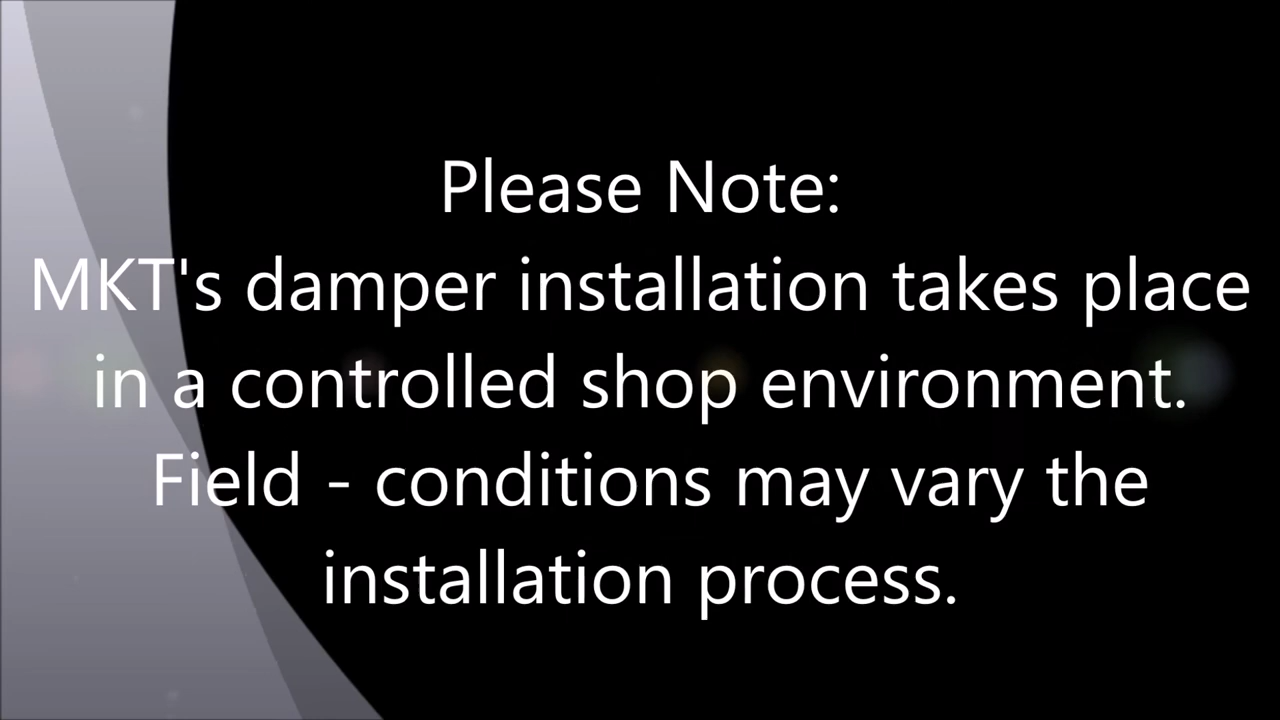 Please Note:
MKT's damper installation takes place
in a controlled shop environment.
Field - conditions may vary the
installation process.